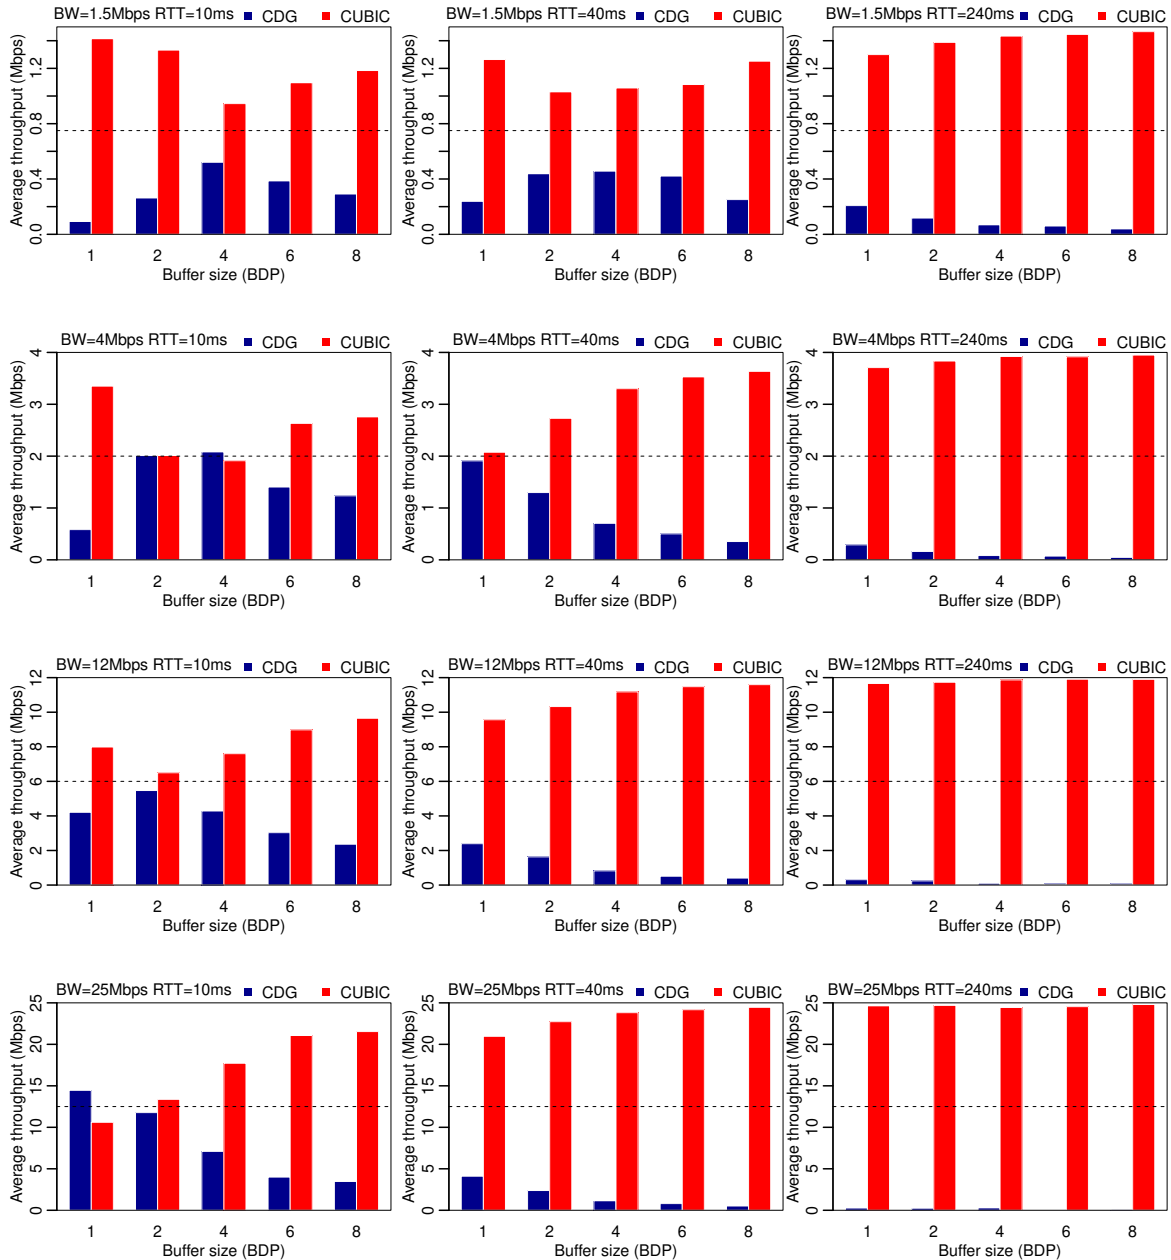 BW=1.5Mbps RTT=10ms CDG CUBIC
Average throughput (Mbps)
0.0 0.4 0.8 1.2
1 2 4 6 8
Buffer size (BDP)
BW=1.5Mbps RTT=40ms CDG CUBIC
Average throughput (Mbps)
0.0 0.4 0.8 1.2
1 2 4 6 8
Buffer size (BDP)
BW=1.5Mbps RTT=240ms CDG CUBIC
Average throughput (Mbps)
0.0 0.4 0.8 1.2
1 2 4 6 8
Buffer size (BDP)
BW=4Mbps RTT=10ms CDG CUBIC
Average throughput (Mbps)
0 1 2 3 4
1 2 4 6 8
Buffer size (BDP)
BW=4Mbps RTT=40ms CDG CUBIC
Average throughput (Mbps)
0 1 2 3 4
1 2 4 6 8
Buffer size (BDP)
BW=4Mbps RTT=240ms CDG CUBIC
Average throughput (Mbps)
0 1 2 3 4
1 2 4 6 8
Buffer size (BDP)
BW=12Mbps RTT=10ms CDG CUBIC
Average throughput (Mbps)
0 2 4 6 8 10 12
1 2 4 6 8
Buffer size (BDP)
BW=12Mbps RTT=40ms CDG CUBIC
Average throughput (Mbps)
0 2 4 6 8 10 12
1 2 4 6 8
Buffer size (BDP)
BW=12Mbps RTT=240ms CDG CUBIC
Average throughput (Mbps)
0 2 4 6 8 10 12
1 2 4 6 8
Buffer size (BDP)
BW=25Mbps RTT=10ms CDG CUBIC
Average throughput (Mbps)
0 5 10 15 20 25
1 2 4 6 8
Buffer size (BDP)
BW=25Mbps RTT=40ms CDG CUBIC
Average throughput (Mbps)
0 5 10 15 20 25
1 2 4 6 8
Buffer size (BDP)
BW=25Mbps RTT=240ms CDG CUBIC
Average throughput (Mbps)
0 5 10 15 20 25
1 2 4 6 8
Buffer size (BDP)